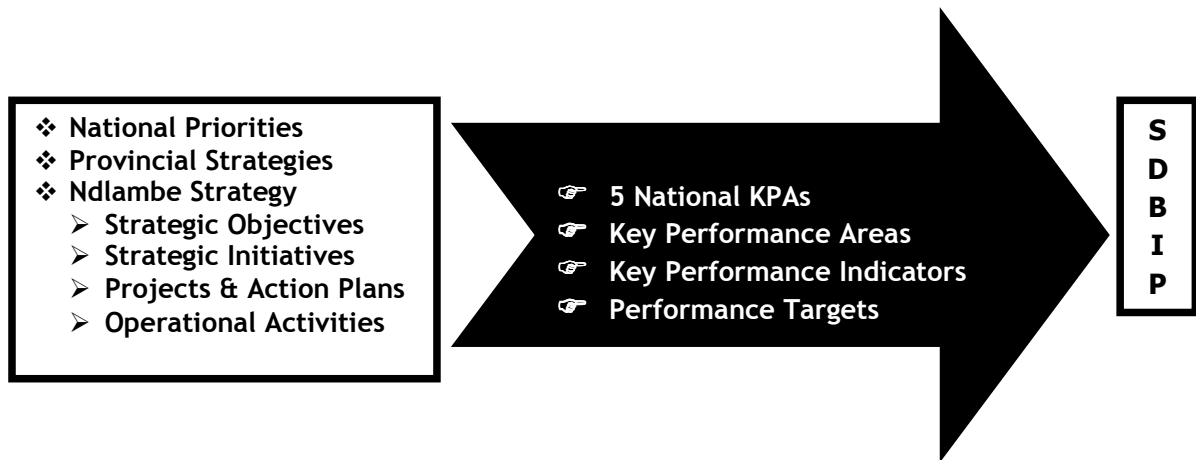 ❖ National Priorities
❖ Provincial Strategies
❖ Ndlambe Strategy
➢ Strategic Objectives
➢ Strategic Initiatives
➢ Projects & Action Plans
➢ Operational Activities
☞ 5 National KPAs
☞ Key Performance Areas
☞ Key Performance Indicators
☞ Performance Targets
S
D
B
I
P